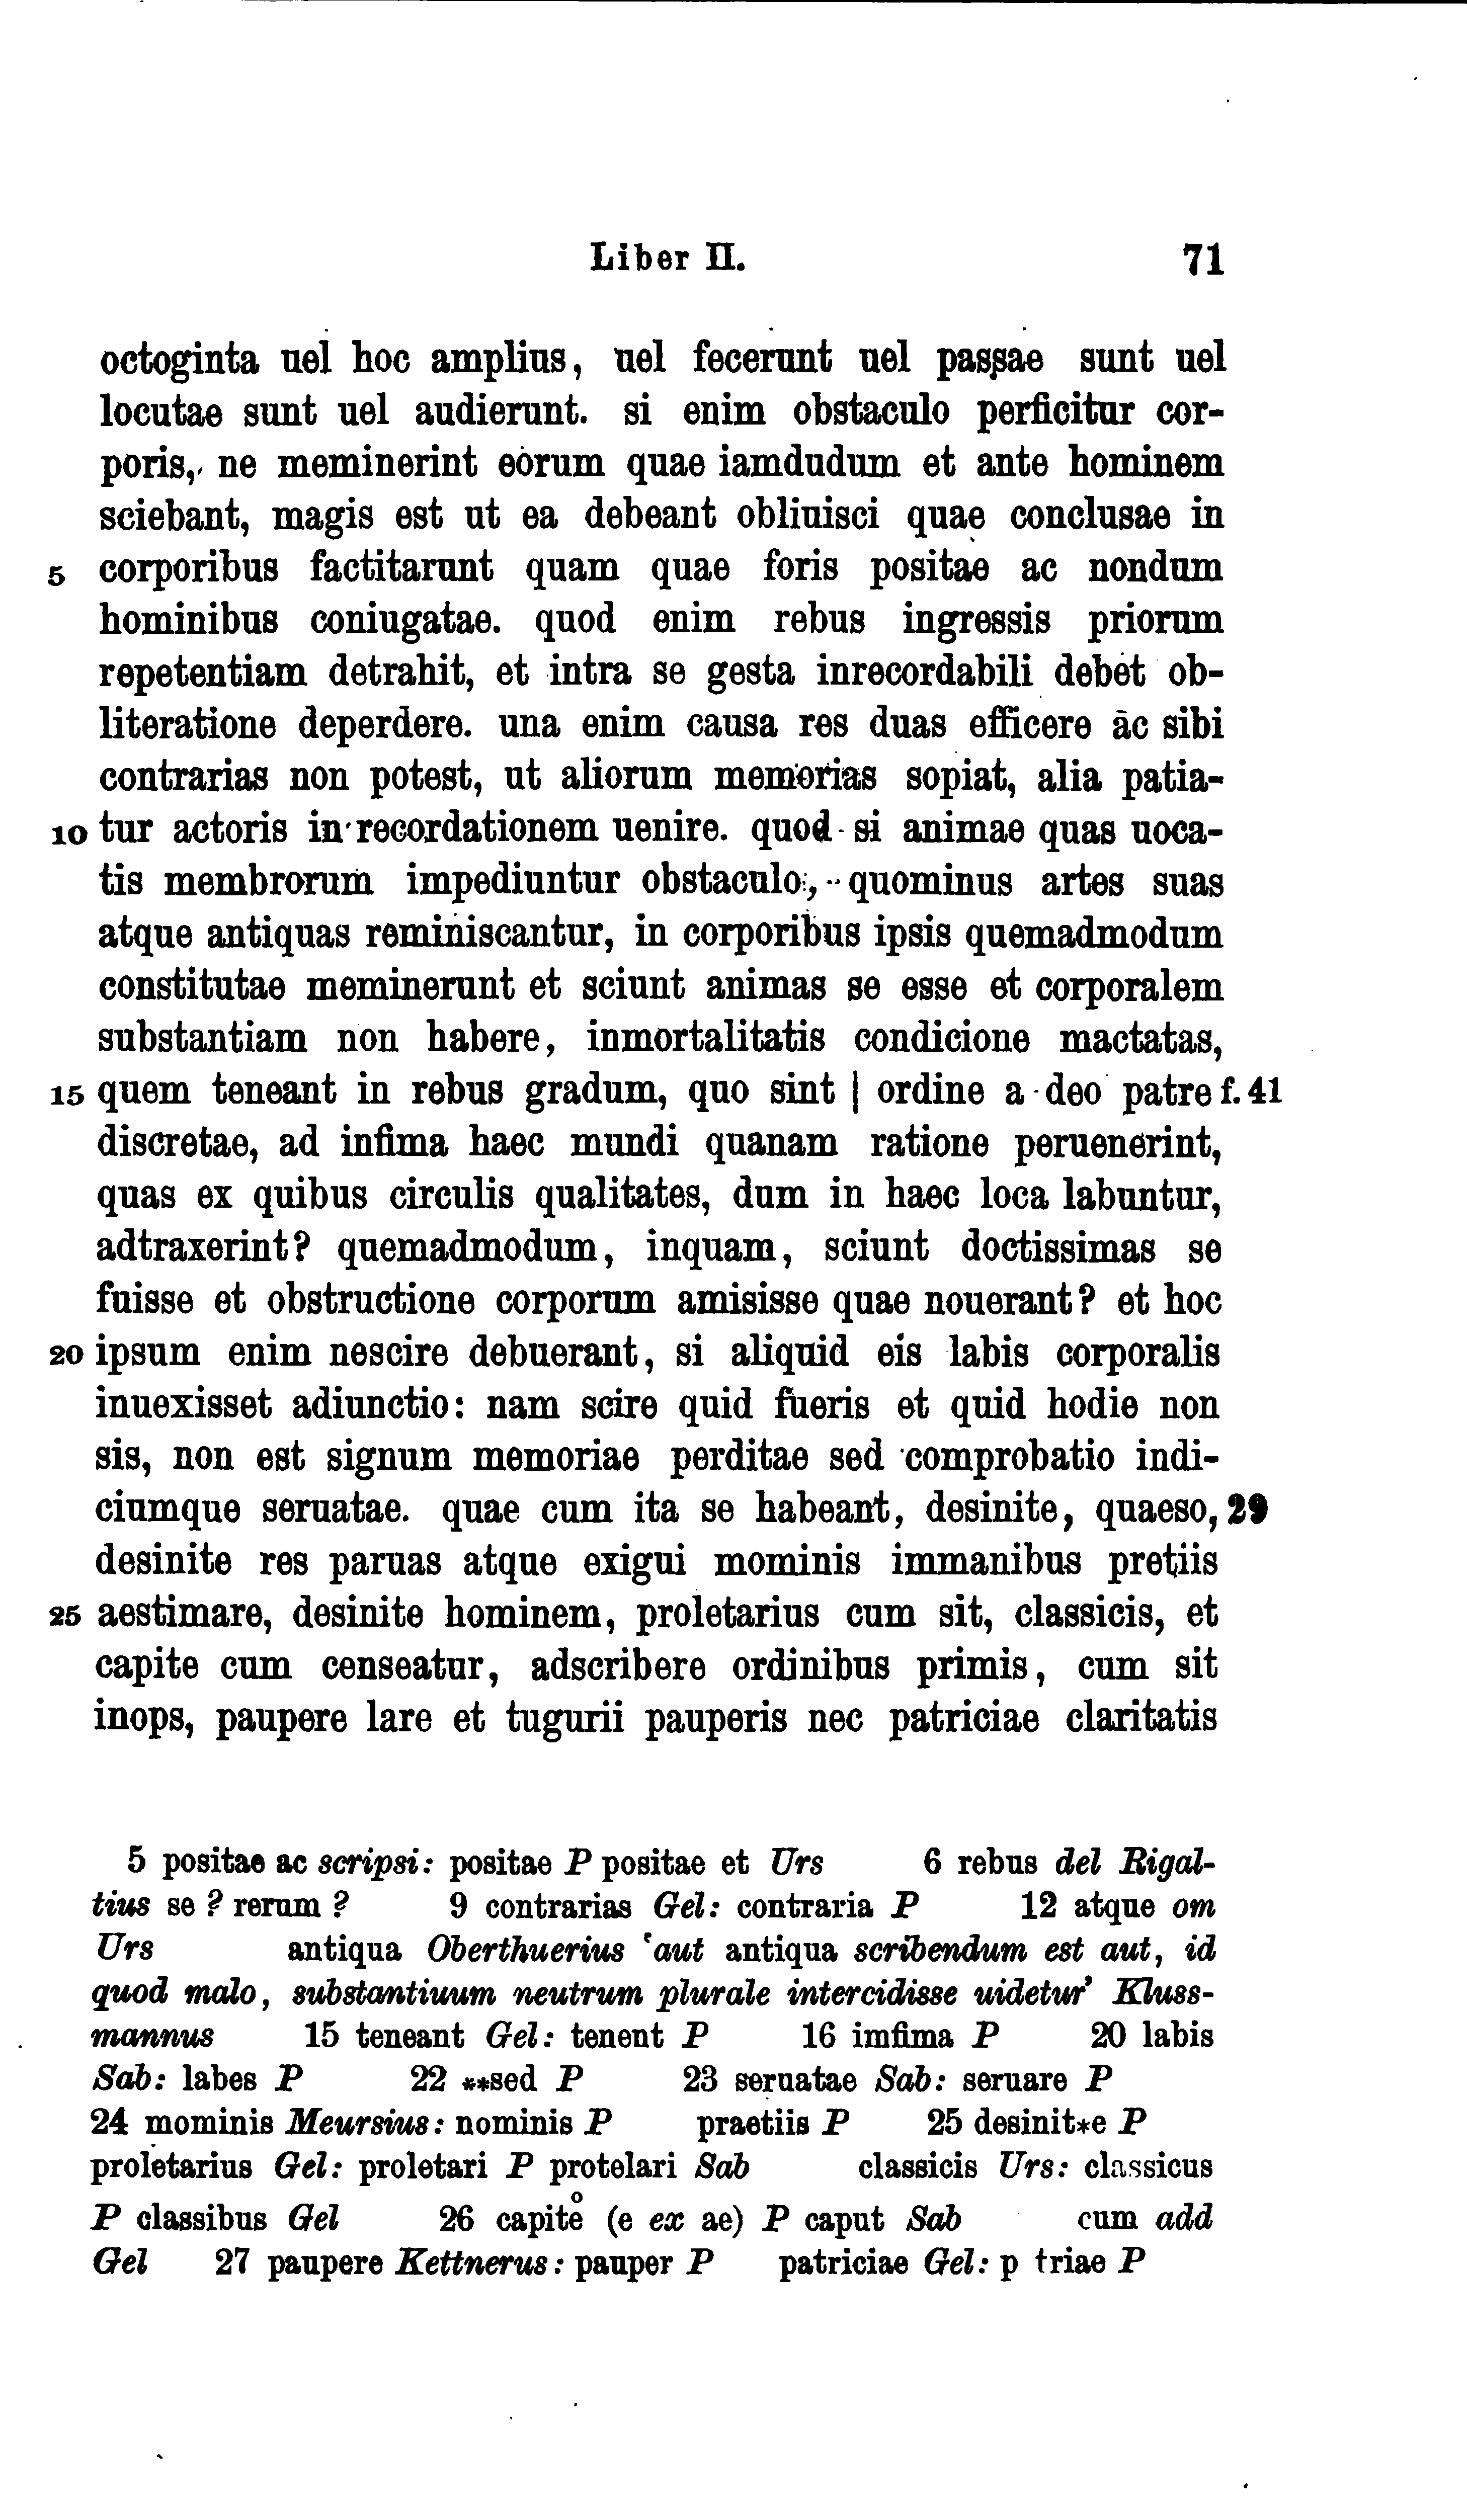 Liber II. 71
octoginta uel hoc amplius, uel fecerunt uel passae sunt uel
locutae sunt uel audierunt. si enim obstaculo perficitur cor-
poris, ne meminerint eorum quae iamdudum et ante hominem
sciebant, magis est ut ea debeant obliuisci quae conclusae in
5 corporibus factitarunt quam quae foris positae ac nondum
hominibus coniugatae. quod enim rebus ingressis priorum
repetentiam detrahit, et intra se gesta inrecordabili debet ob-
literatione deperdere. una enim causa res duas efficere ac sibi
contrarias non potest, ut aliorum memorias sopiat, alia patia-
10 tur actoris in recordationem uenire. quod si animae quas uoca-
tis membrorum impediuntur obstaculo, quominus artes suas
atque antiquas reminiscantur, in corporibus ipsis quemadmodum
constitutae meminerunt et sciunt animas se esse et corporalem
substantiam non habere, inmortalitatis condicione mactatas,
15 quem teneant in rebus gradum, quo sint | ordine a deo patre f. 41
discretae, ad infima haec mundi quanam ratione peruenerint,
quas ex quibus circulis qualitates, dum in haec loca labuntur,
adtraxerint? quemadmodum, inquam, sciunt doctissimas se
fuisse et obstructione corporum amisisse quae nouerant? et hoc
20 ipsum enim nescire debuerant, si aliquid eis labis corporalis
inuexisset adiunctio: nam scire quid fueris et quid hodie non
sis, non est signum memoriae perditae sed comprobatio indi-
ciumque seruatae. quae cum ita se habeant, desinite, quaeso, 29
desinite res paruas atque exigui mominis immanibus pretiis
25 aestimare, desinite hominem, proletarius cum sit, classicis, et
capite cum censeatur, adscribere ordinibus primis, cum sit
inops, paupere lare et tugurii pauperis nec patriciae claritatis
5 positae ac scripsi: positae P positae et Urs 6 rebus del Rigal-
tius se ? rerum ? 9 contrarias Gel: contraria P 12 atque om
Urs antiqua Oberthuerius 'aut antiqua scribendum est aut, id
quod malo, substantiuum neutrum plurale intercidisse uidetur' Kluss-
mannus 15 teneant Gel: tenent P 16 imfima P 20 labis
Sab: labes P 22 **sed P 23 seruatae Sab: seruare P
24 mominis Meursius: nominis P praetiis P 25 desinit*e P
proletarius Gel: proletari P protelari Sab classicis Urs: classicus
P classibus Gel 26 capite̊ (e ex ae) P caput Sab cum add
Gel 27 paupere Kettnerus: pauper P patriciae Gel: p triae P